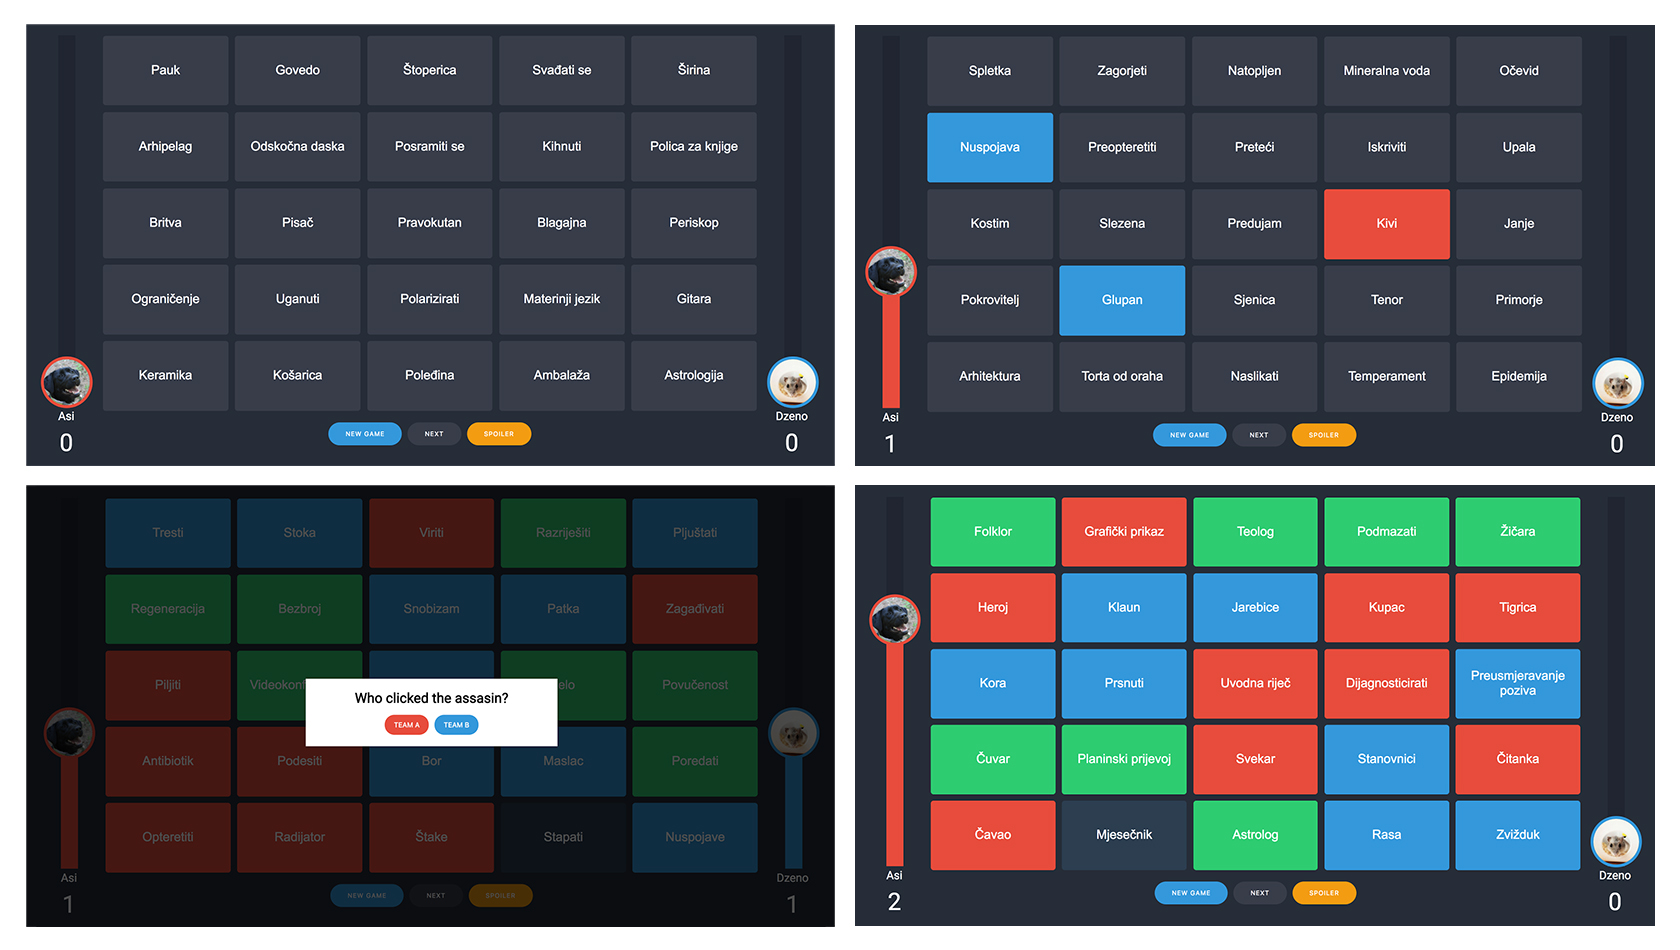 Pauk
Govedo
Štoperica
Svađati se
Širina
Arhipelag
Odskočna daska
Posramiti se
Kihnuti
Polica za knjige
Britva
Pisač
Pravokutan
Blagajna
Periskop
Ograničenje
Uganuti
Polarizirati
Materinji jezik
Gitara
Keramika
Košarica
Poleđina
Ambalaža
Astrologija
Asi
0
NEW GAME
NEXT
SPOILER
Dzeno
0
Spletka
Zagorjeti
Natopljen
Mineralna voda
Očevid
Nuspojava
Preopteretiti
Preteći
Iskriviti
Upala
Kostim
Slezena
Predujam
Kivi
Janje
Pokrovitelj
Glupan
Sjenica
Tenor
Primorje
Arhitektura
Torta od oraha
Naslikati
Temperament
Epidemija
Asi
1
NEW GAME
NEXT
SPOILER
Dzeno
0
Tresti
Stoka
Viriti
Razriješiti
Pljuštati
Regeneracija
Bezbroj
Snobizam
Patka
Zagađivati
Piljiti
Povučenost
Who clicked the assasin?
TEAM A
TEAM B
Antibiotik
Podesiti
Bor
Maslac
Poredati
Opteretiti
Radijator
Štake
Stapati
Nuspojave
Asi
1
NEW GAME
NEXT
SPOILER
Dzeno
1
Folklor
Grafički prikaz
Teolog
Podmazati
Žičara
Heroj
Klaun
Jarebice
Kupac
Tigrica
Kora
Prsnuti
Uvodna riječ
Dijagnosticirati
Preusmjeravanje
poziva
Čuvar
Planinski prijevoj
Svekar
Stanovnici
Čitanka
Čavao
Mjesečnik
Astrolog
Rasa
Zvižduk
Asi
2
NEW GAME
NEXT
SPOILER
Dzeno
0